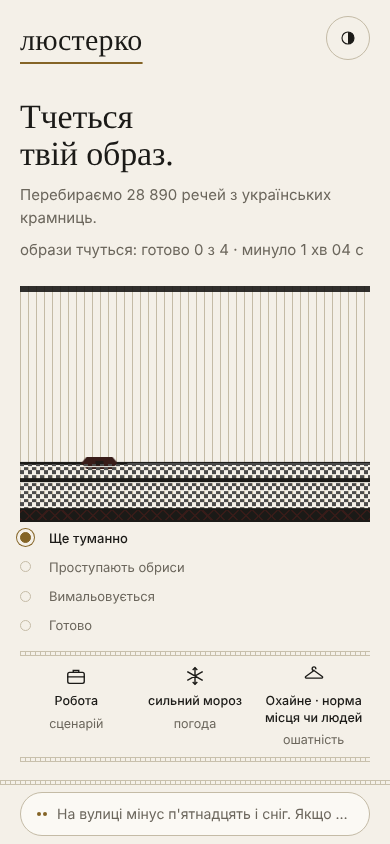 люстерко
Тчеться
твій образ.
Перебираємо 28 890 речей з українських
крамниць.
образи тчуться: готово 0 з 4 · минуло 1 хв 04 с
Ще туманно
Проступають обриси
Вимальовується
Готово
Робота
сценарій
сильний мороз
погода
Охайне · норма
місця чи людей
ошатність
На вулиці мінус п'ятнадцять і сніг. Якщо ...